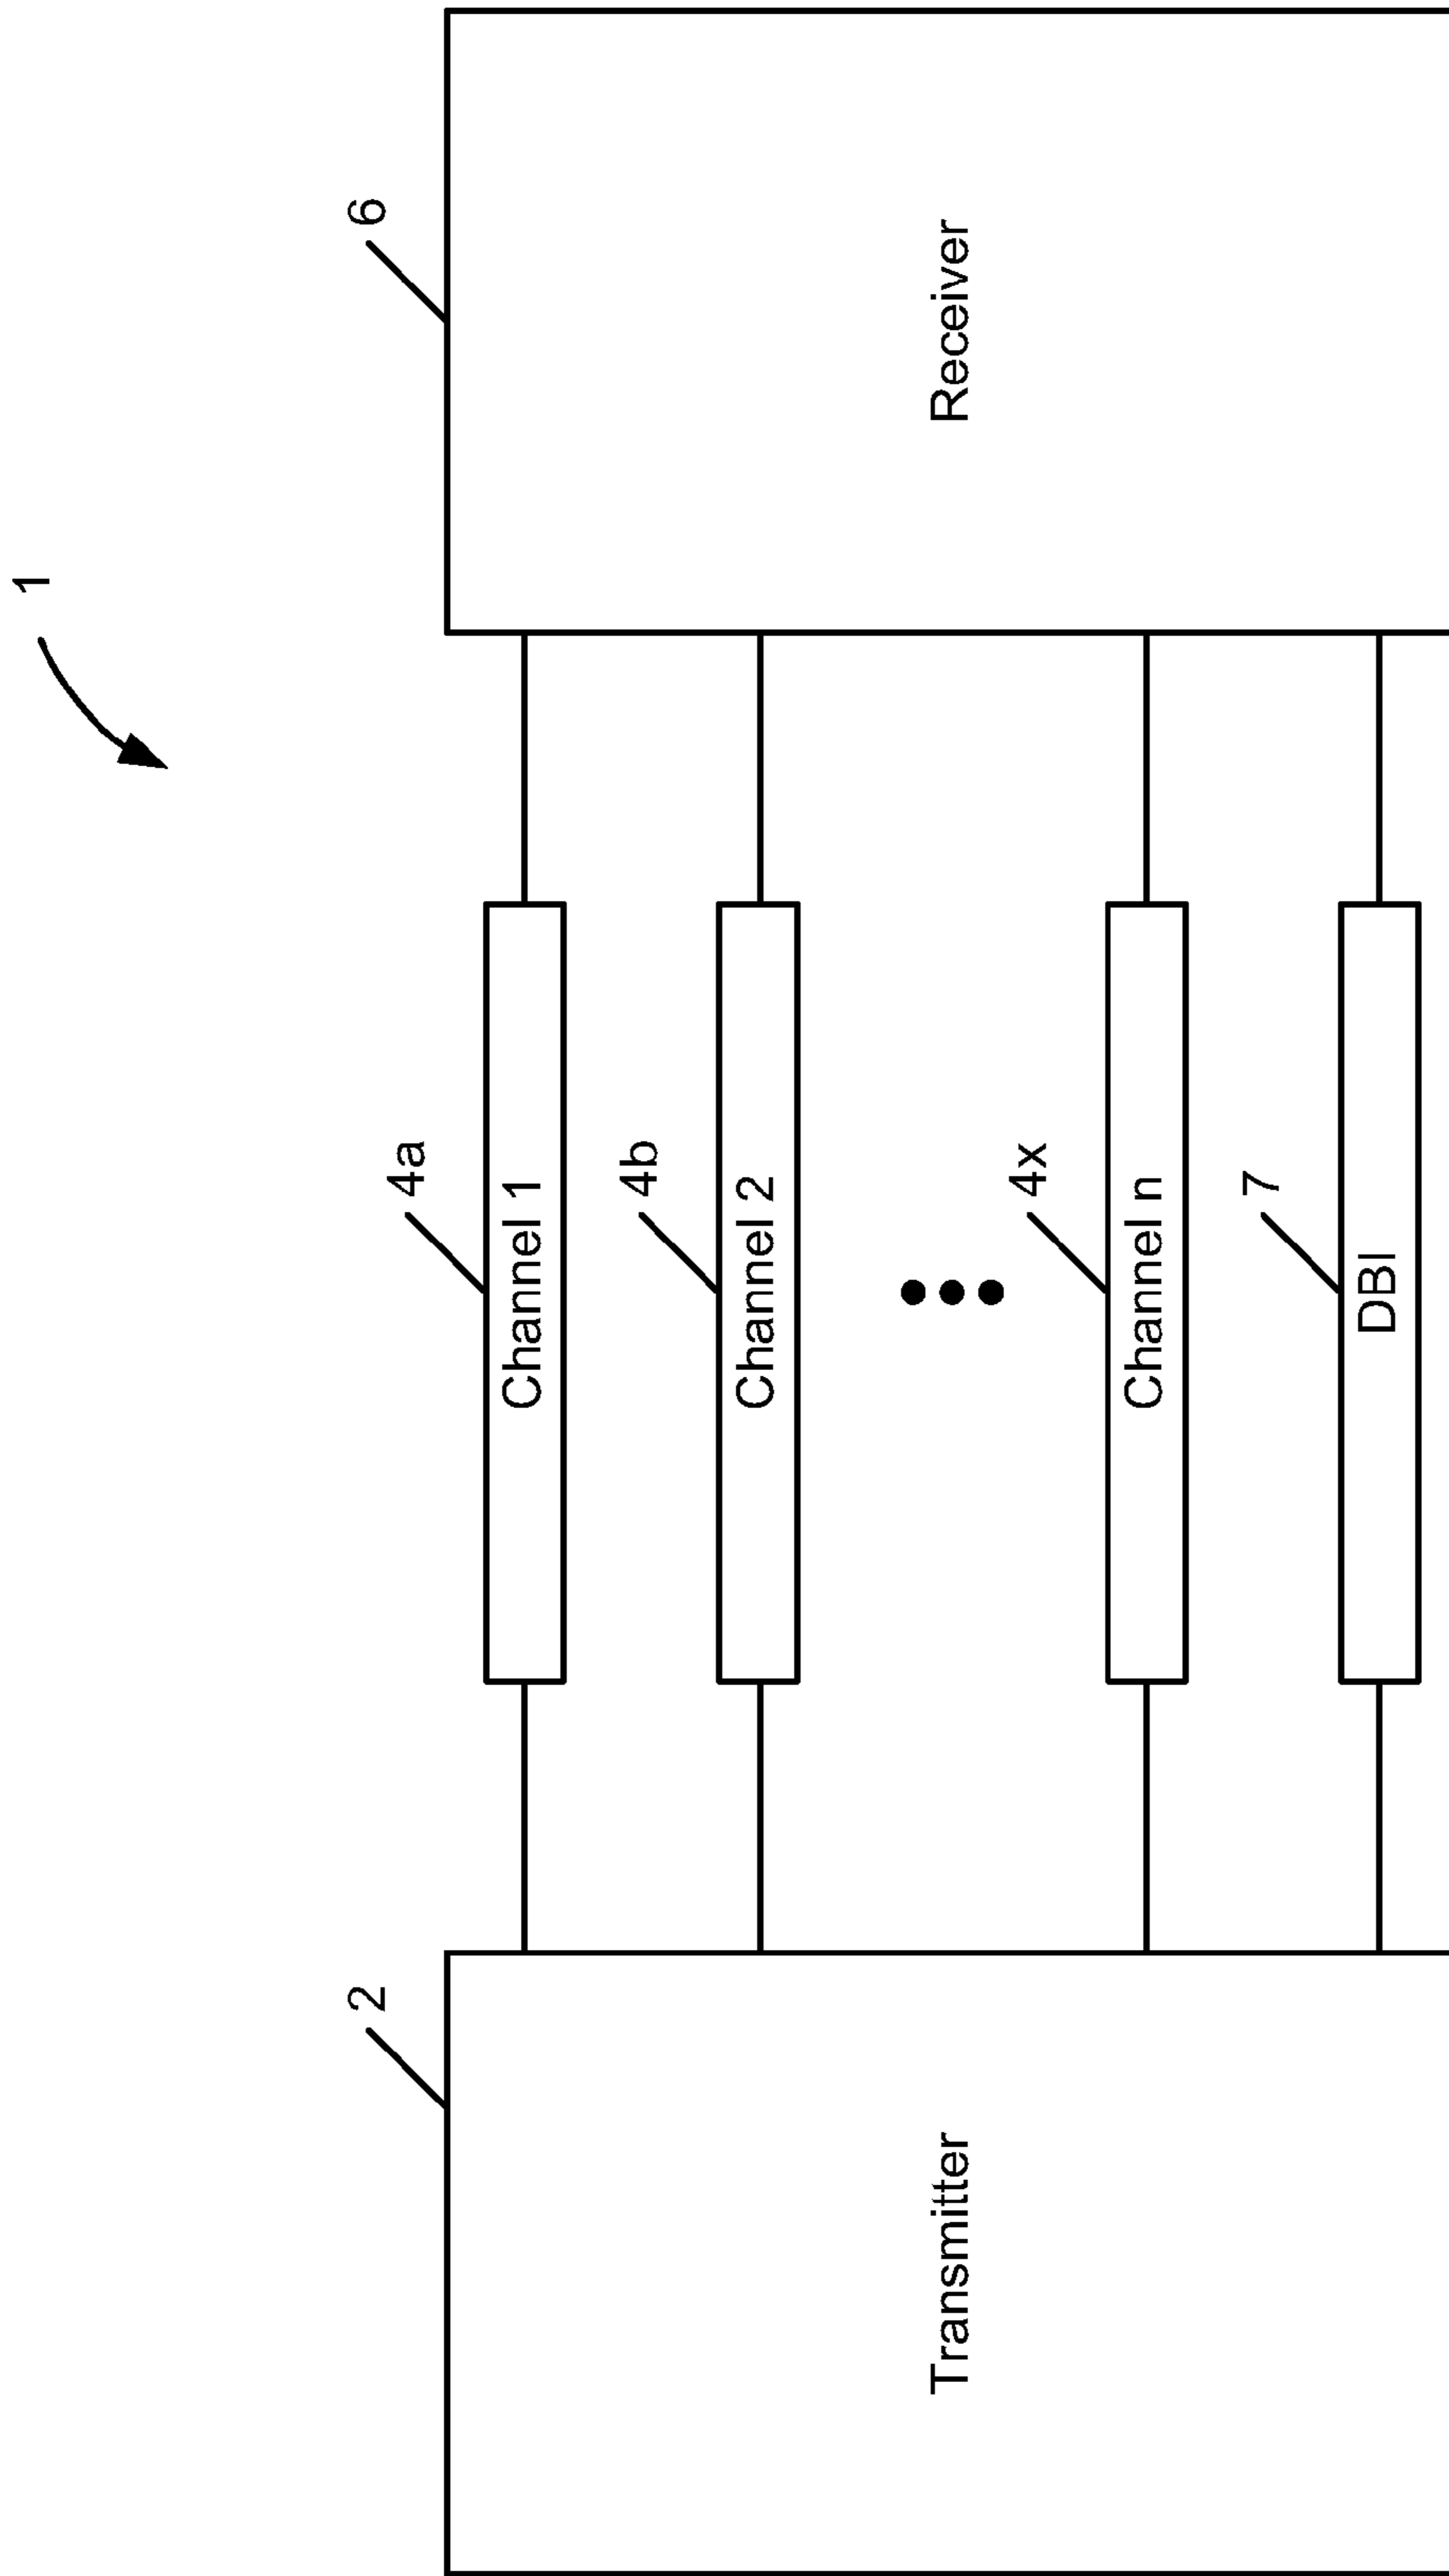 1
2
6
Transmitter
Receiver
4a
Channel 1
4b
Channel 2
4x
Channel n
7
DBI